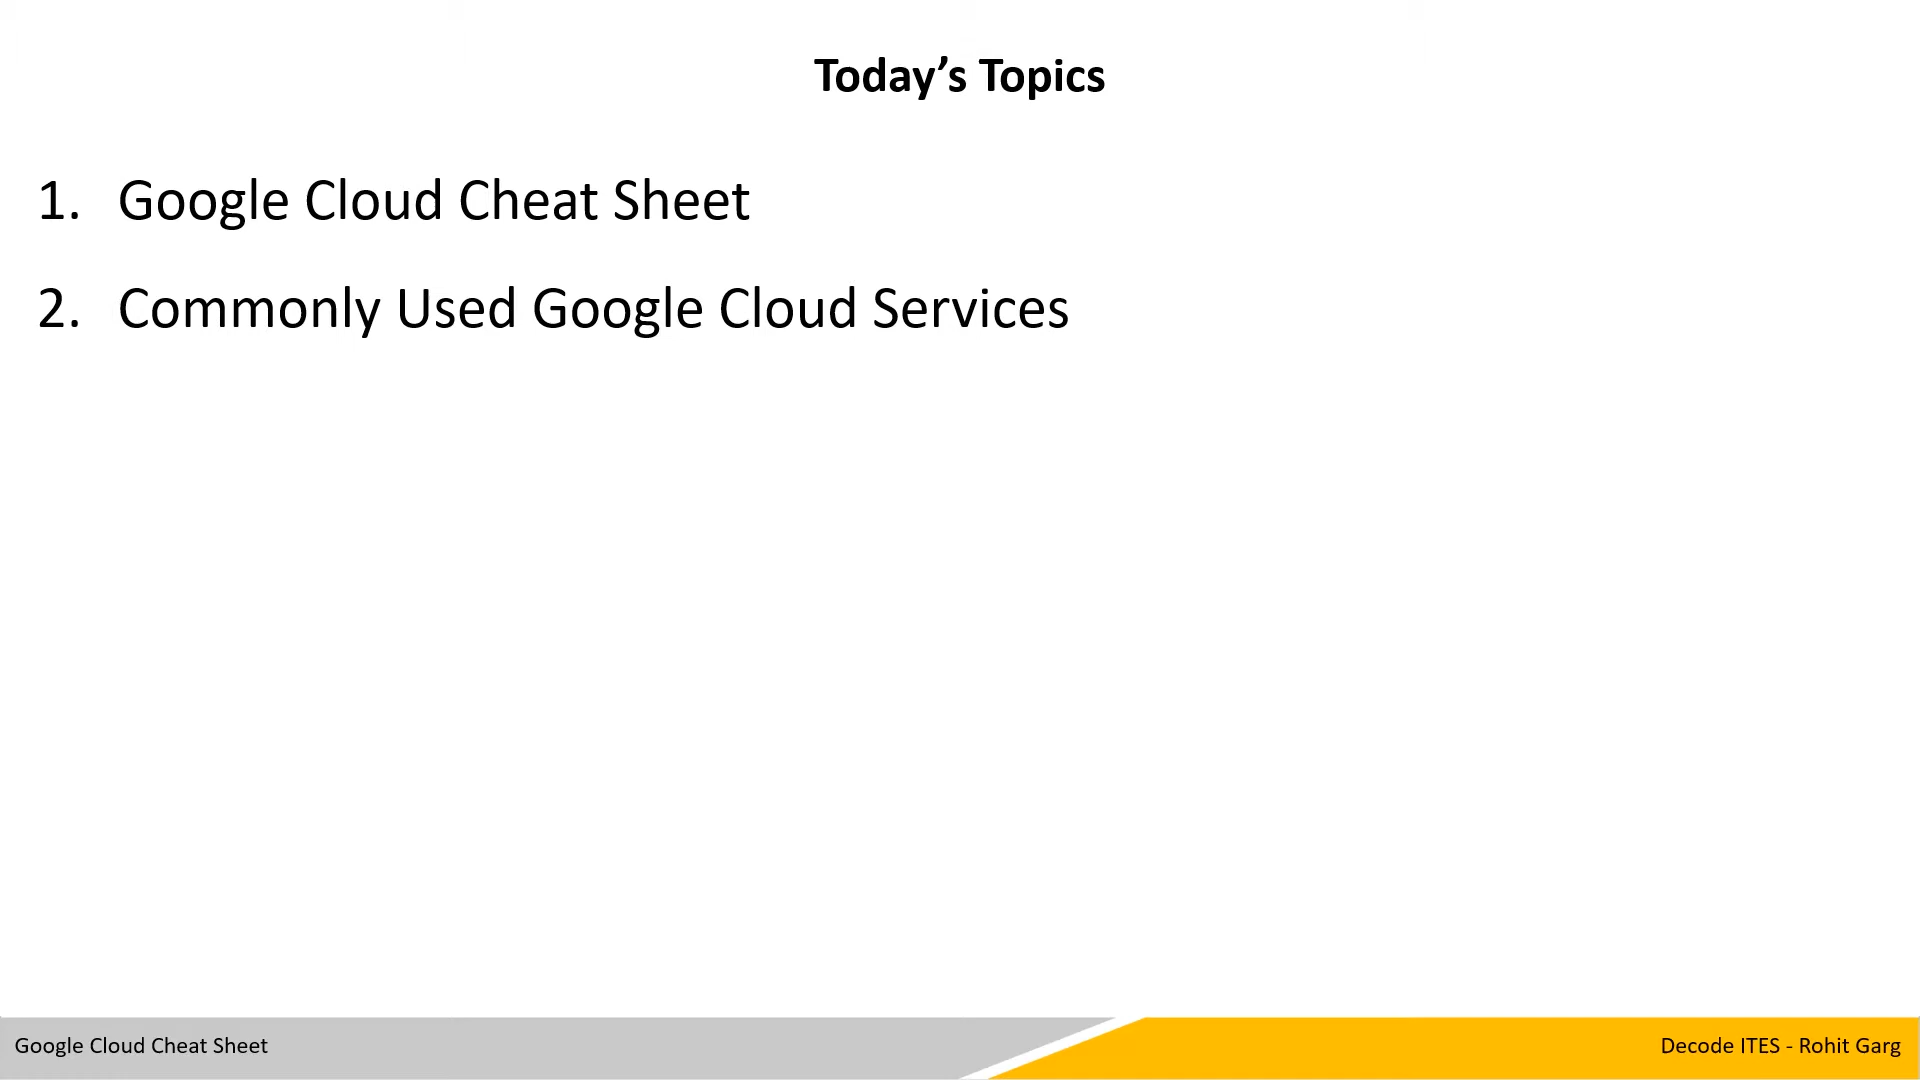 Today’s Topics
1. Google Cloud Cheat Sheet
2. Commonly Used Google Cloud Services
Google Cloud Cheat Sheet
Decode ITES - Rohit Garg